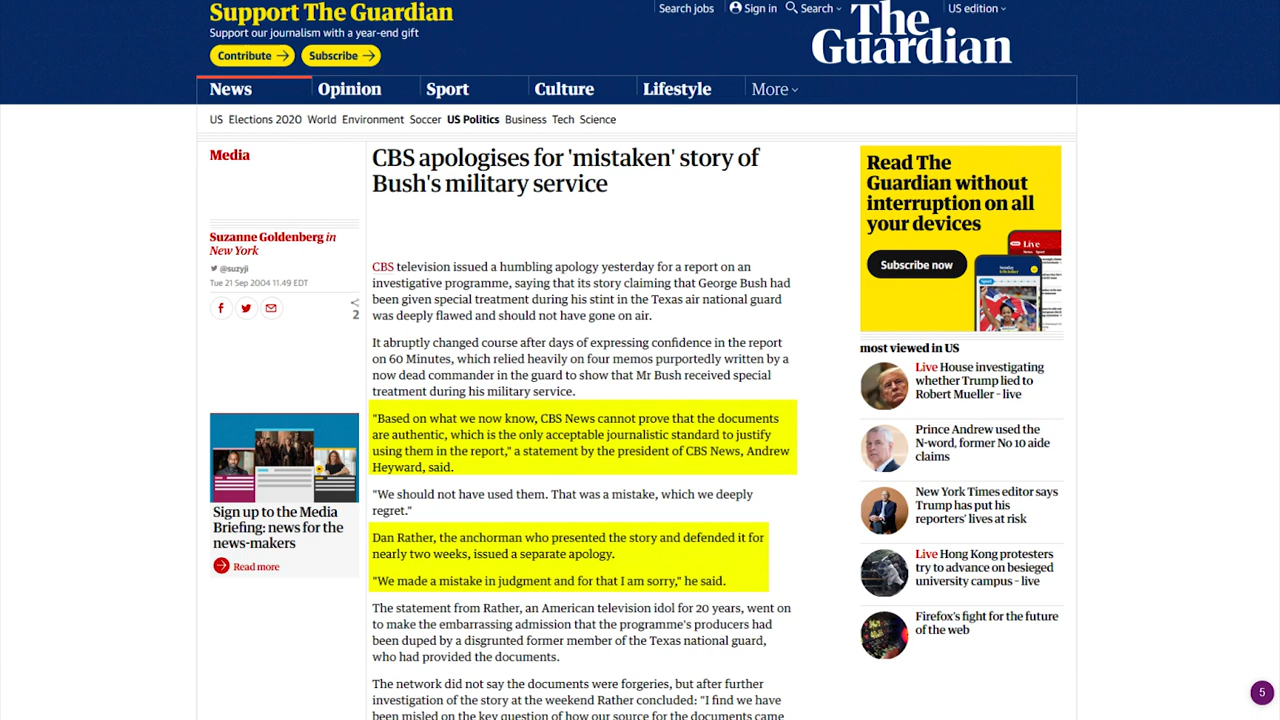 Support The Guardian
Support our journalism with a year-end gift
Contribute
Subscribe
Search jobs
Sign in
Search
US edition
The
Guardian
News
Opinion
Sport
Culture
Lifestyle
More
US Elections 2020 World Environment Soccer US Politics Business Tech Science
Media
Suzanne Goldenberg in
New York
@suzyji
Tue 21 Sep 2004 11.49 EDT
2
CBS apologises for 'mistaken' story of
Bush's military service
CBS television issued a humbling apology yesterday for a report on an
investigative programme, saying that its story claiming that George Bush had
been given special treatment during his stint in the Texas air national guard
was deeply flawed and should not have gone on air.
It abruptly changed course after days of expressing confidence in the report
on 60 Minutes, which relied heavily on four memos purportedly written by a
now dead commander in the guard to show that Mr Bush received special
treatment during his military service.
"Based on what we now know, CBS News cannot prove that the documents
are authentic, which is the only acceptable journalistic standard to justify
using them in the report," a statement by the president of CBS News, Andrew
Heyward, said.
"We should not have used them. That was a mistake, which we deeply
regret."
Dan Rather, the anchorman who presented the story and defended it for
nearly two weeks, issued a separate apology.
"We made a mistake in judgment and for that I am sorry," he said.
The statement from Rather, an American television idol for 20 years, went on
to make the embarrassing admission that the programme's producers had
been duped by a disgrunted former member of the Texas national guard,
who had provided the documents.
The network did not say the documents were forgeries, but after further
investigation of the story at the weekend Rather concluded: "I find we have
been misled on the key question of how our source for the documents came
Sign up to the Media
Briefing: news for the
news-makers
Read more
Read The
Guardian without
interruption on all
your devices
Subscribe now
Live
most viewed in US
Live House investigating
whether Trump lied to
Robert Mueller – live
Prince Andrew used the
N-word, former No 10 aide
claims
New York Times editor says
Trump has put his
reporters' lives at risk
Live Hong Kong protesters
try to advance on besieged
university campus – live
Firefox's fight for the future
of the web
5